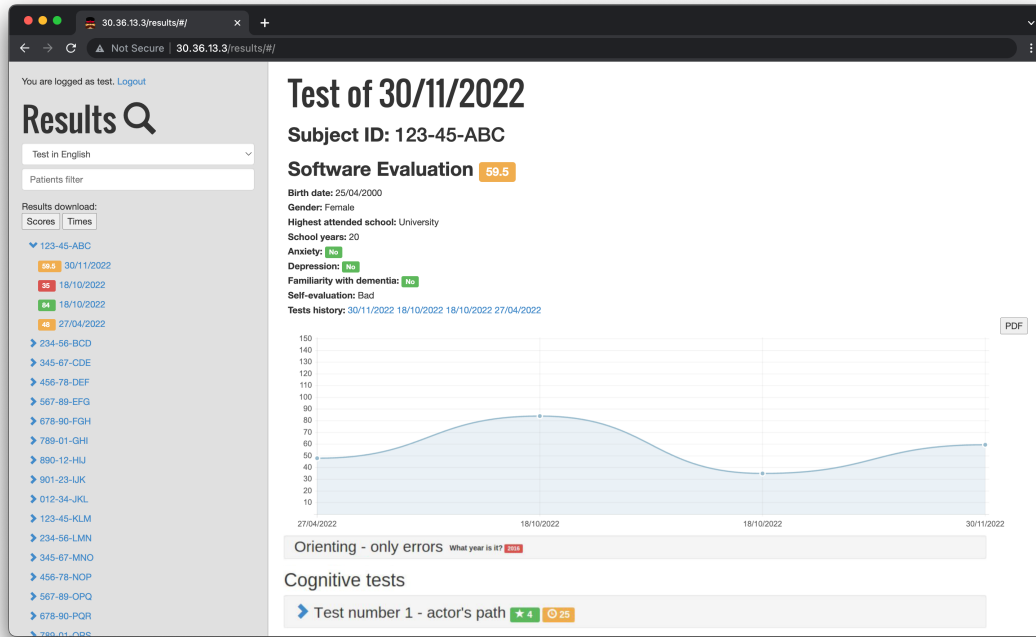 30.36.13.3/results/#/
Not Secure | 30.36.13.3/results/#/
You are logged as test. Logout
Results
Test in English
Patients filter
Results download:
Scores Times
123-45-ABC
59.5 30/11/2022
35 18/10/2022
84 18/10/2022
48 27/04/2022
234-56-BCD
345-67-CDE
456-78-DEF
567-89-EFG
678-90-FGH
789-01-GHI
890-12-HIJ
901-23-IJK
012-34-JKL
123-45-KLM
234-56-LMN
345-67-MNO
456-78-NOP
567-89-OPQ
678-90-PQR
789-01-QRS
Test of 30/11/2022
Subject ID: 123-45-ABC
Software Evaluation 59.5
Birth date: 25/04/2000
Gender: Female
Highest attended school: University
School years: 20
Anxiety: No
Depression: No
Familiarity with dementia: No
Self-evaluation: Bad
Tests history: 30/11/2022 18/10/2022 18/10/2022 27/04/2022
PDF
150
140
130
120
110
100
90
80
70
60
50
40
30
20
10
27/04/2022 18/10/2022 18/10/2022 30/11/2022
Orienting - only errors What year is it? 2016
Cognitive tests
Test number 1 - actor's path 4 25